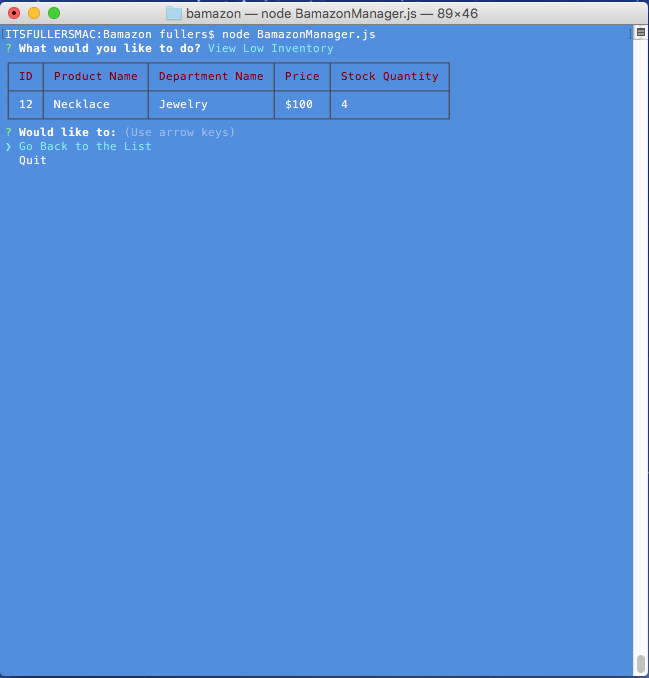 bamazon — node BamazonManager.js — 89×46
[ITSFULLERSMAC:Bamazon fullers$ node BamazonManager.js ]
? What would you like to do? View Low Inventory
ID Product Name Department Name Price Stock Quantity
12 Necklace Jewelry $100 4
? Would like to: (Use arrow keys)
❯ Go Back to the List
Quit